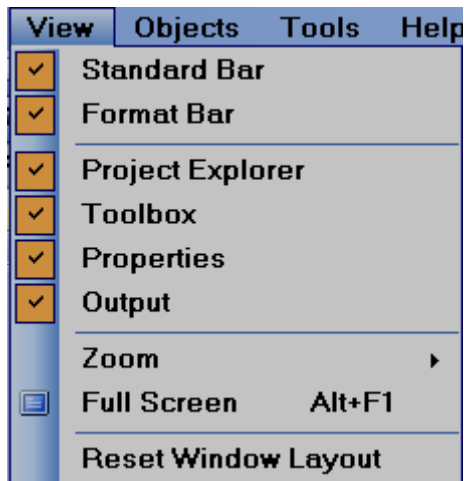 View Objects Tools Help
Standard Bar
Format Bar
Project Explorer
Toolbox
Properties
Output
Zoom
Full Screen Alt+F1
Reset Window Layout